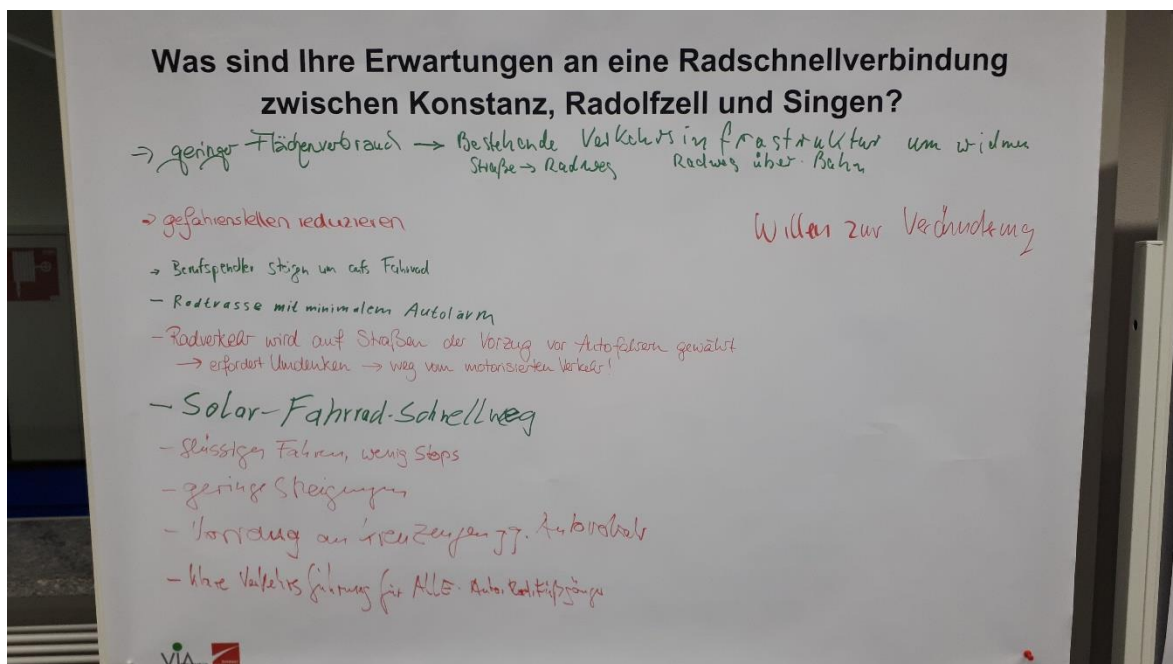 Was sind Ihre Erwartungen an eine Radschnellverbindung
zwischen Konstanz, Radolfzell und Singen?
→ geringer Flächenverbrauch → Bestehende Verkehrsinfrastruktur umwidmen
Straße → Radweg Radweg über Bahn
→ gefahrenstellen reduzieren
Willen zur Veränderung
→ Berufspendler steigen um aufs Fahrrad
- Radtrasse mit minimalem Autolärm
- Radverkehr wird auf Straßen der Vorzug vor Autofahrern gewährt
→ erfordert Umdenken → weg vom motorisierten Verkehr!
- Solar-Fahrrad-Schnellweg
- flüssiges Fahren, wenig Stops
- geringe Steigungen
- Vorrang an Kreuzungen gg. Autoverkehr
- klare Verkehrsführung für ALLE - Auto, Rad, Fußgänger
VIA